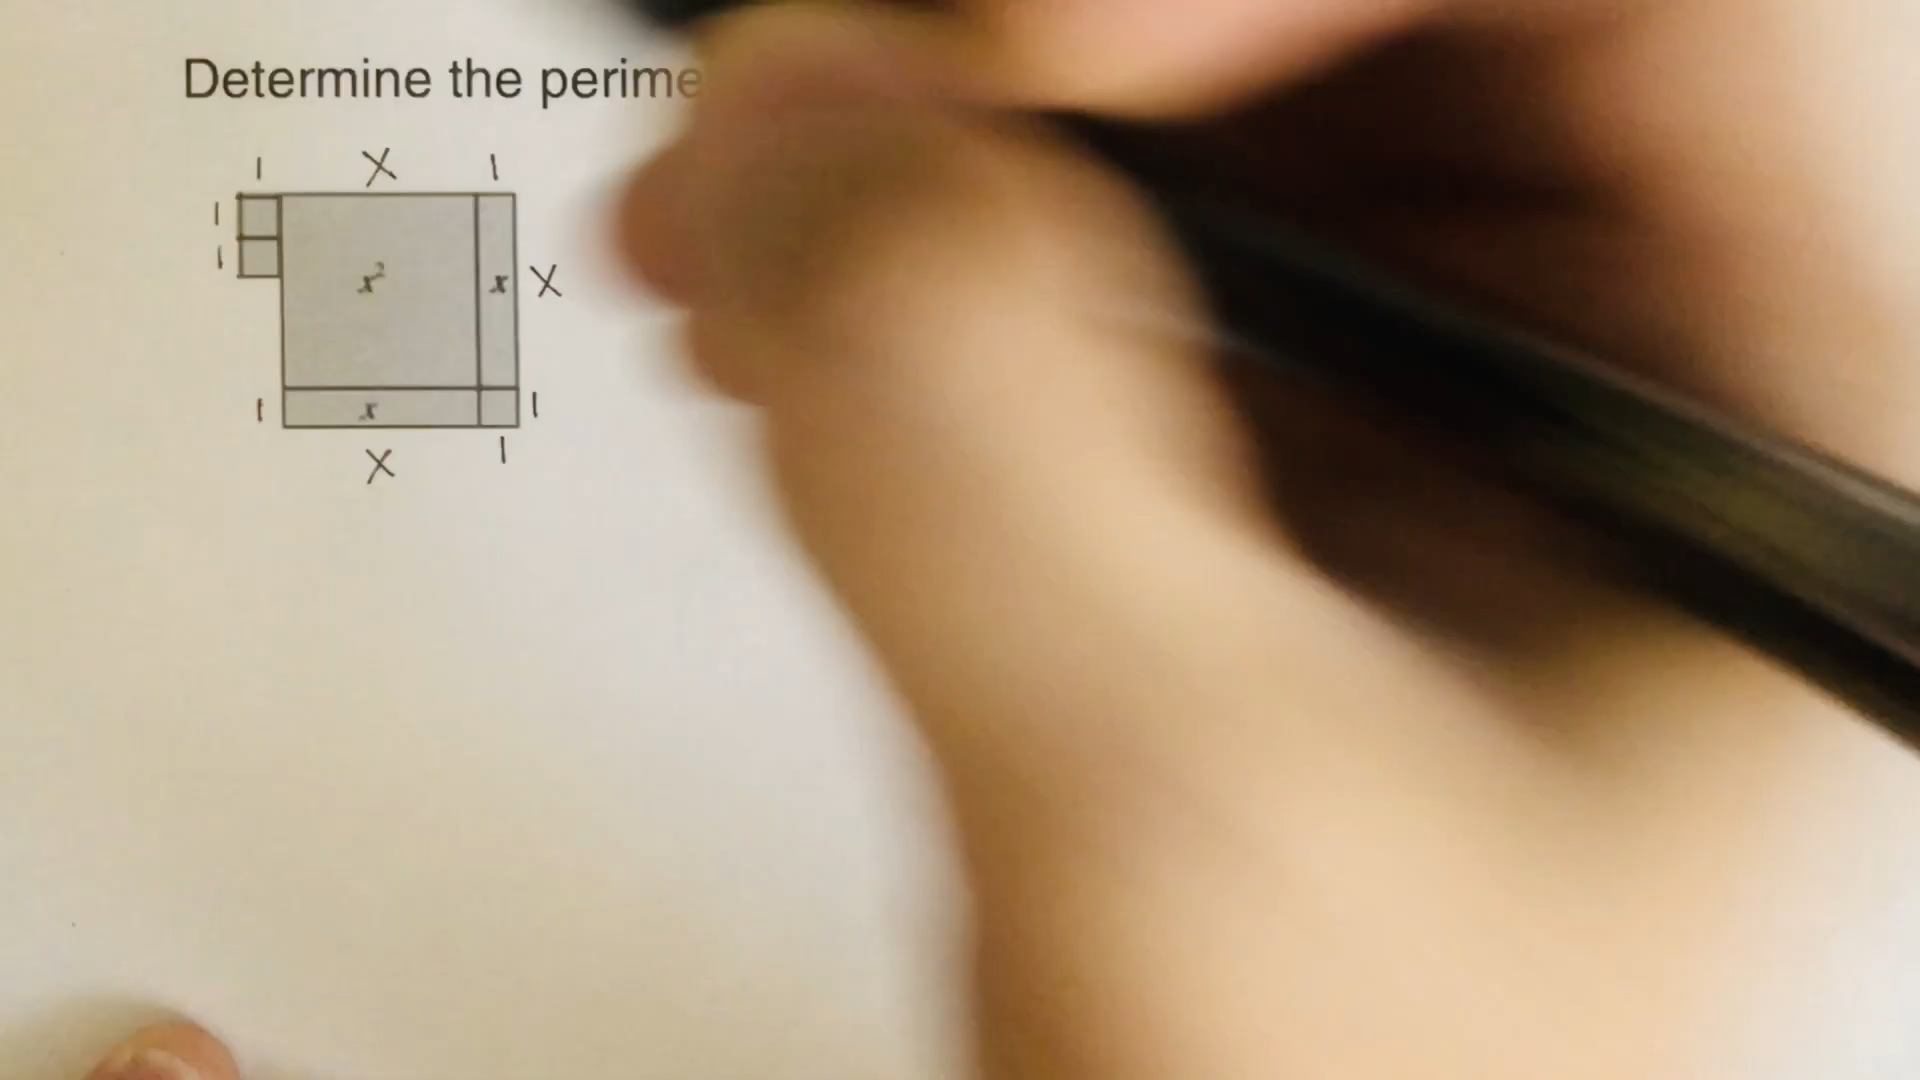 Determine the perime
1 X 1
1
1
x²
x X
1 x 1
X 1